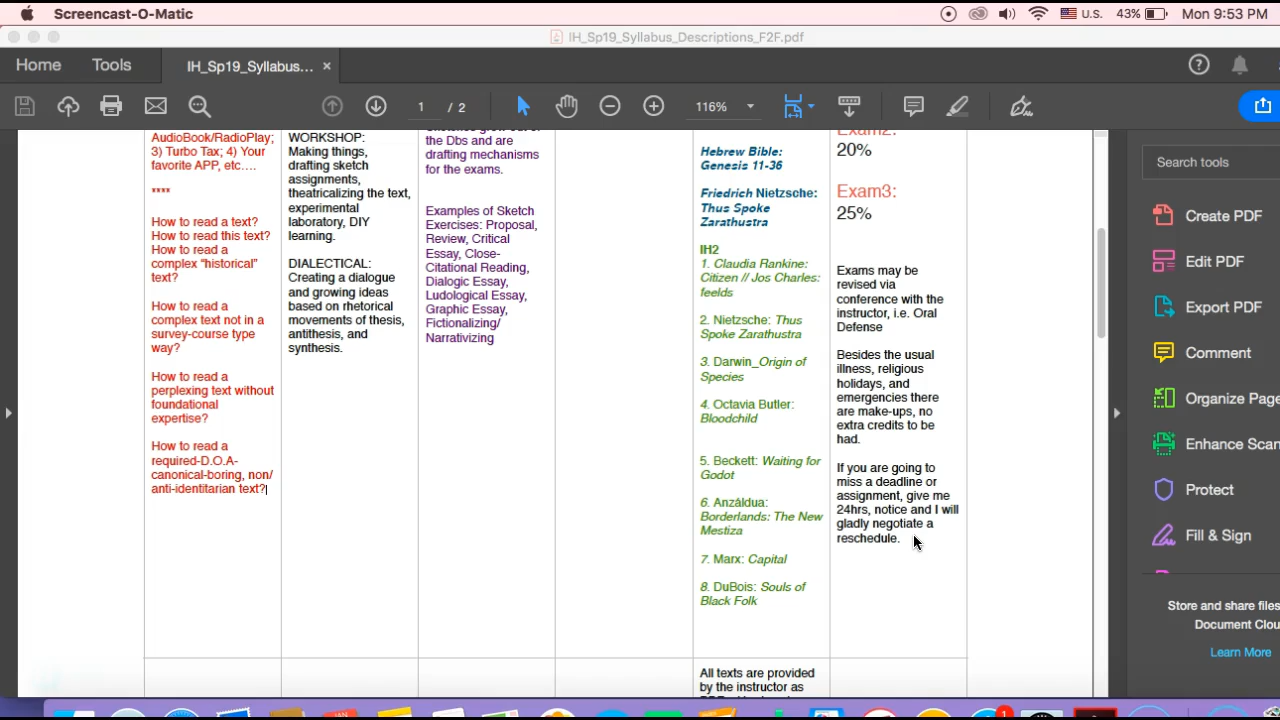 Screencast-O-Matic
U.S.
43%
Mon 9:53 PM
IH_Sp19_Syllabus_Descriptions_F2F.pdf
Home
Tools
IH_Sp19_Syllabus...
×
1
/ 2
116%
AudioBook/RadioPlay;
3) Turbo Tax; 4) Your
favorite APP, etc….
****
How to read a text?
How to read this text?
How to read a
complex “historical”
text?
How to read a
complex text not in a
survey-course type
way?
How to read a
perplexing text without
foundational
expertise?
How to read a
required-D.O.A-
canonical-boring, non/
anti-identitarian text?
WORKSHOP:
Making things,
drafting sketch
assignments,
theatricalizing the text,
experimental
laboratory, DIY
learning.
DIALECTICAL:
Creating a dialogue
and growing ideas
based on rhetorical
movements of thesis,
antithesis, and
synthesis.
Sketches grow out of
the Dbs and are
drafting mechanisms
for the exams.
Examples of Sketch
Exercises: Proposal,
Review, Critical
Essay, Close-
Citational Reading,
Dialogic Essay,
Ludological Essay,
Graphic Essay,
Fictionalizing/
Narrativizing
Hebrew Bible:
Genesis 11-36
Friedrich Nietzsche:
Thus Spoke
Zarathustra
IH2
1. Claudia Rankine:
Citizen // Jos Charles:
feelds
2. Nietzsche: Thus
Spoke Zarathustra
3. Darwin_Origin of
Species
4. Octavia Butler:
Bloodchild
5. Beckett: Waiting for
Godot
6. Anzáldua:
Borderlands: The New
Mestiza
7. Marx: Capital
8. DuBois: Souls of
Black Folk
All texts are provided
by the instructor as
Exam2:
20%
Exam3:
25%
Exams may be
revised via
conference with the
instructor, i.e. Oral
Defense
Besides the usual
illness, religious
holidays, and
emergencies there
are make-ups, no
extra credits to be
had.
If you are going to
miss a deadline or
assignment, give me
24hrs, notice and I will
gladly negotiate a
reschedule.
Search tools
Create PDF
Edit PDF
Export PDF
Comment
Organize Page
Enhance Scan
Protect
Fill & Sign
Store and share files
Document Clou
Learn More